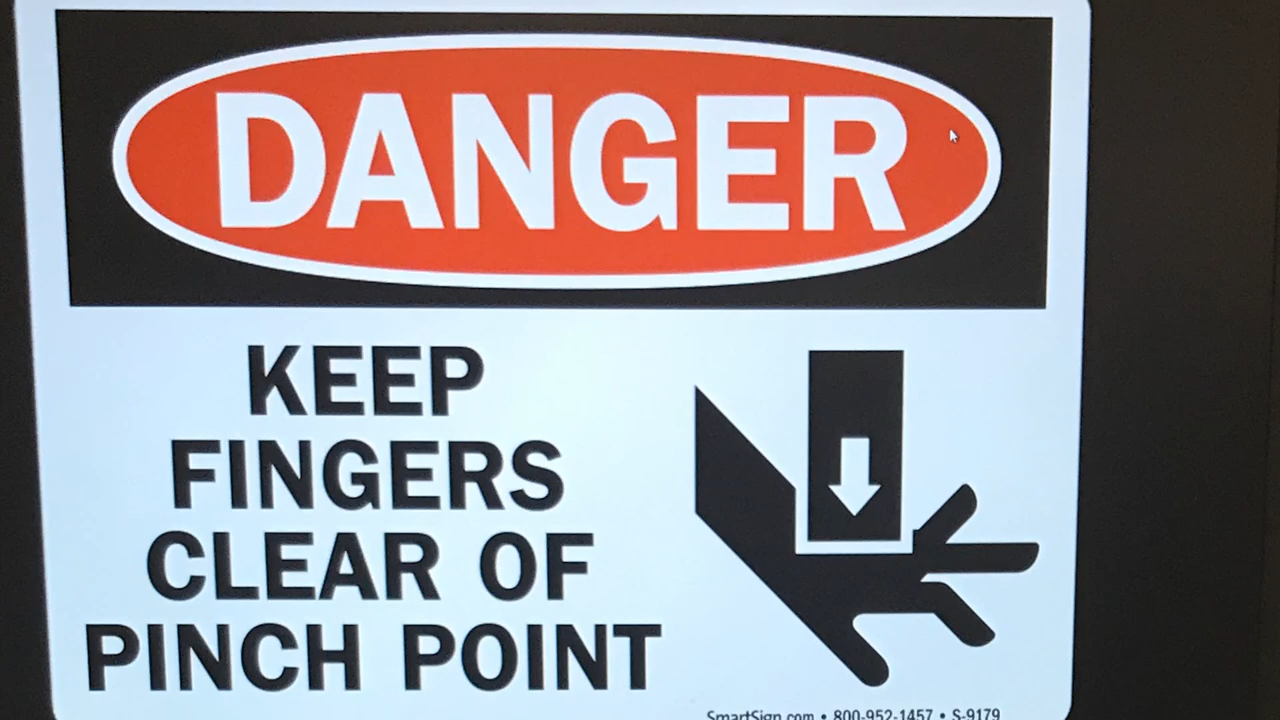 DANGER
KEEP
FINGERS
CLEAR OF
PINCH POINT
SmartSign.com • 800-952-1457 • S-9179